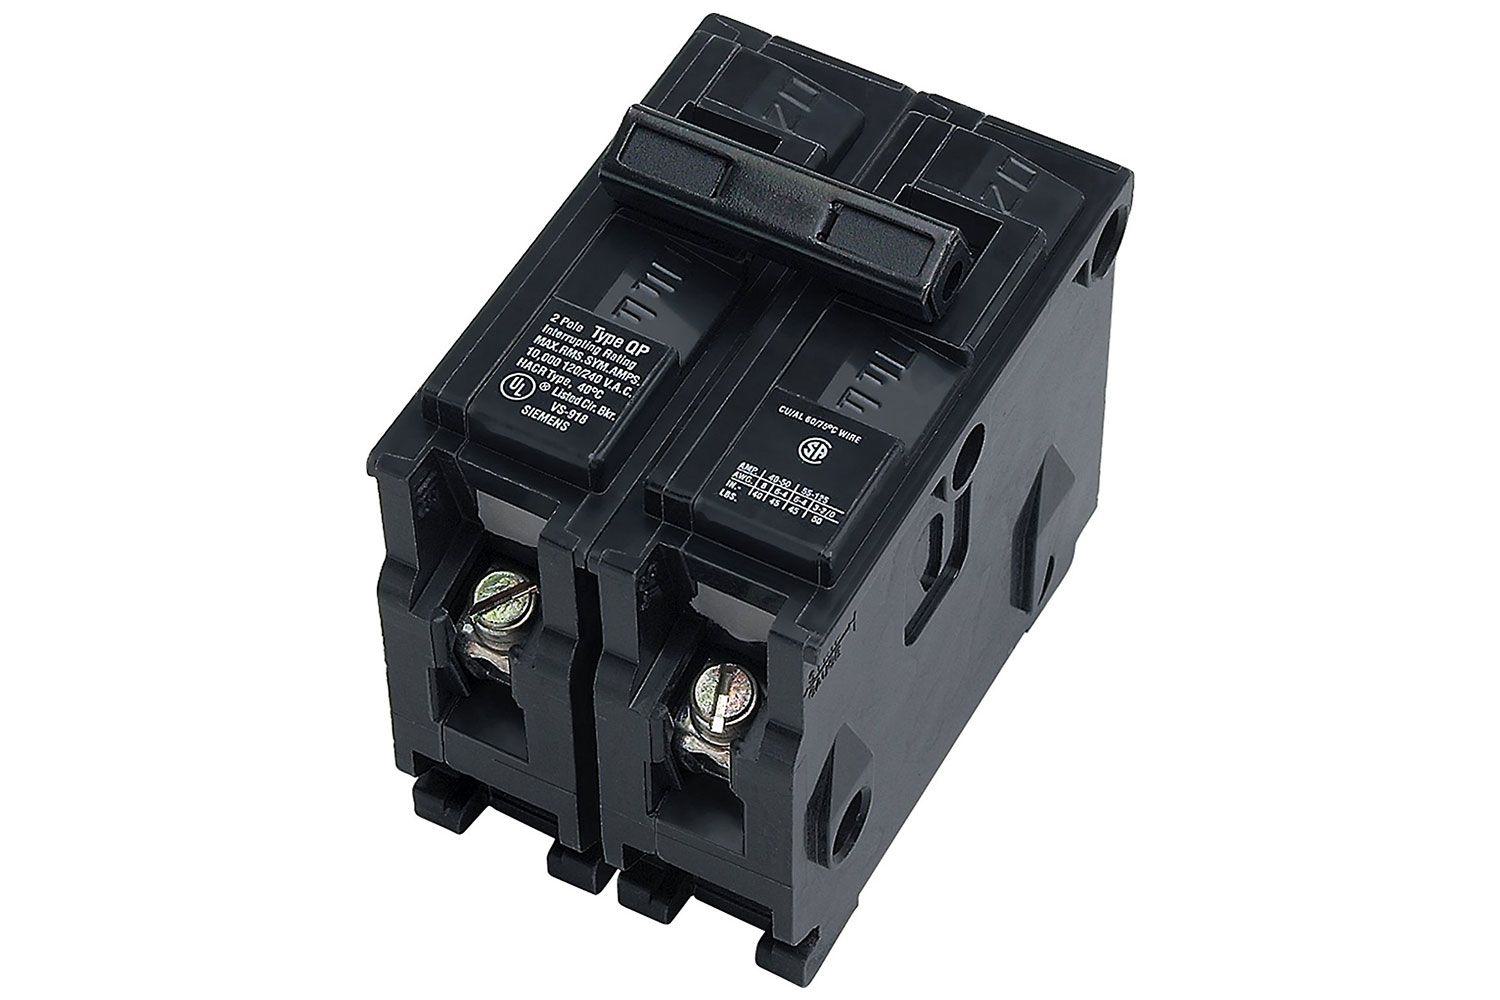 2 Pole Type QP
Interrupting Rating
MAX. RMS. SYM. AMPS.
10,000 120/240 V.A.C.
HACR Type, 40°C
UL ® Listed Cir. Bkr.
VS-918
SIEMENS
CU/AL 60/75°C WIRE
SA
AMP. 40-50 55-125
AWG. 8 6-4 6-4 3-2/0
IN.-
LBS. 40 45 45 50